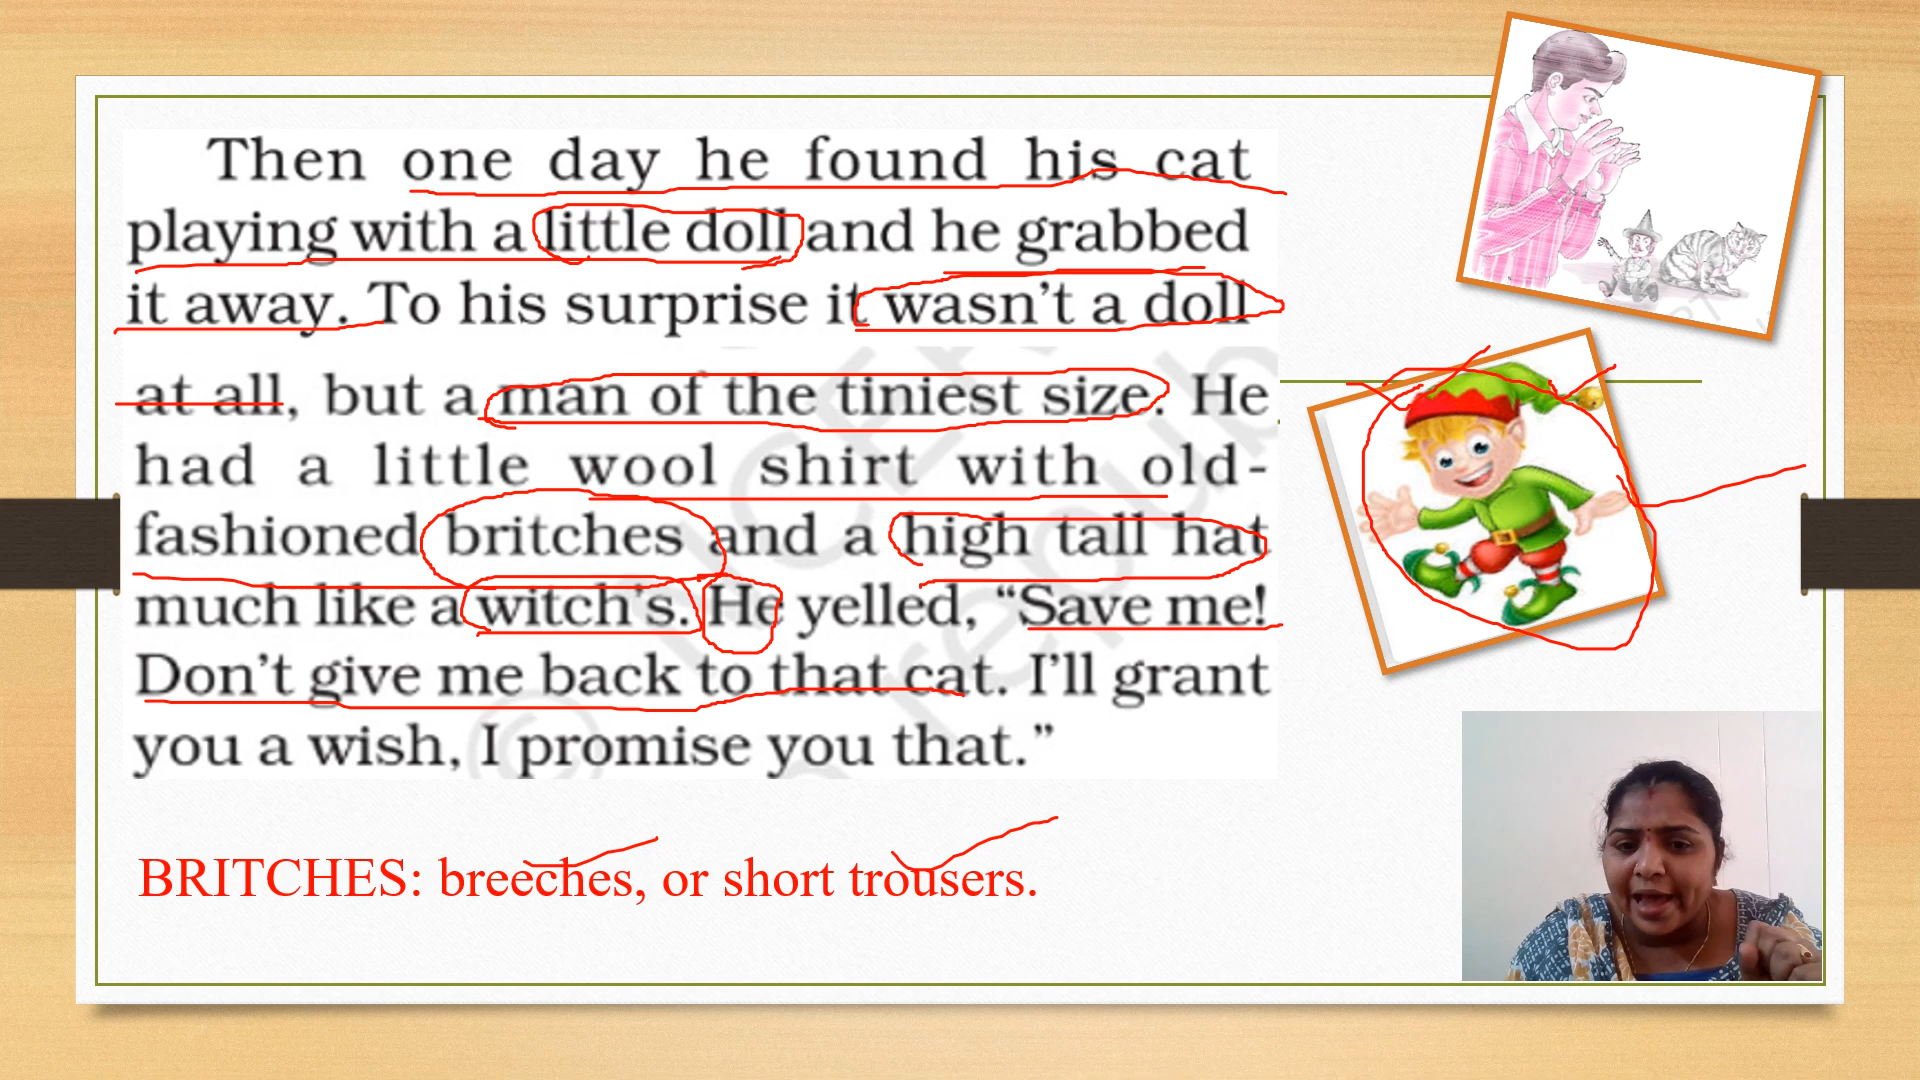 Then one day he found his cat
playing with a little doll and he grabbed
it away. To his surprise it wasn't a doll
at all, but a man of the tiniest size. He
had a little wool shirt with old-
fashioned britches and a high tall hat
much like a witch's. He yelled, “Save me!
Don't give me back to that cat. I'll grant
you a wish, I promise you that.”
BRITCHES: breeches, or short trousers.